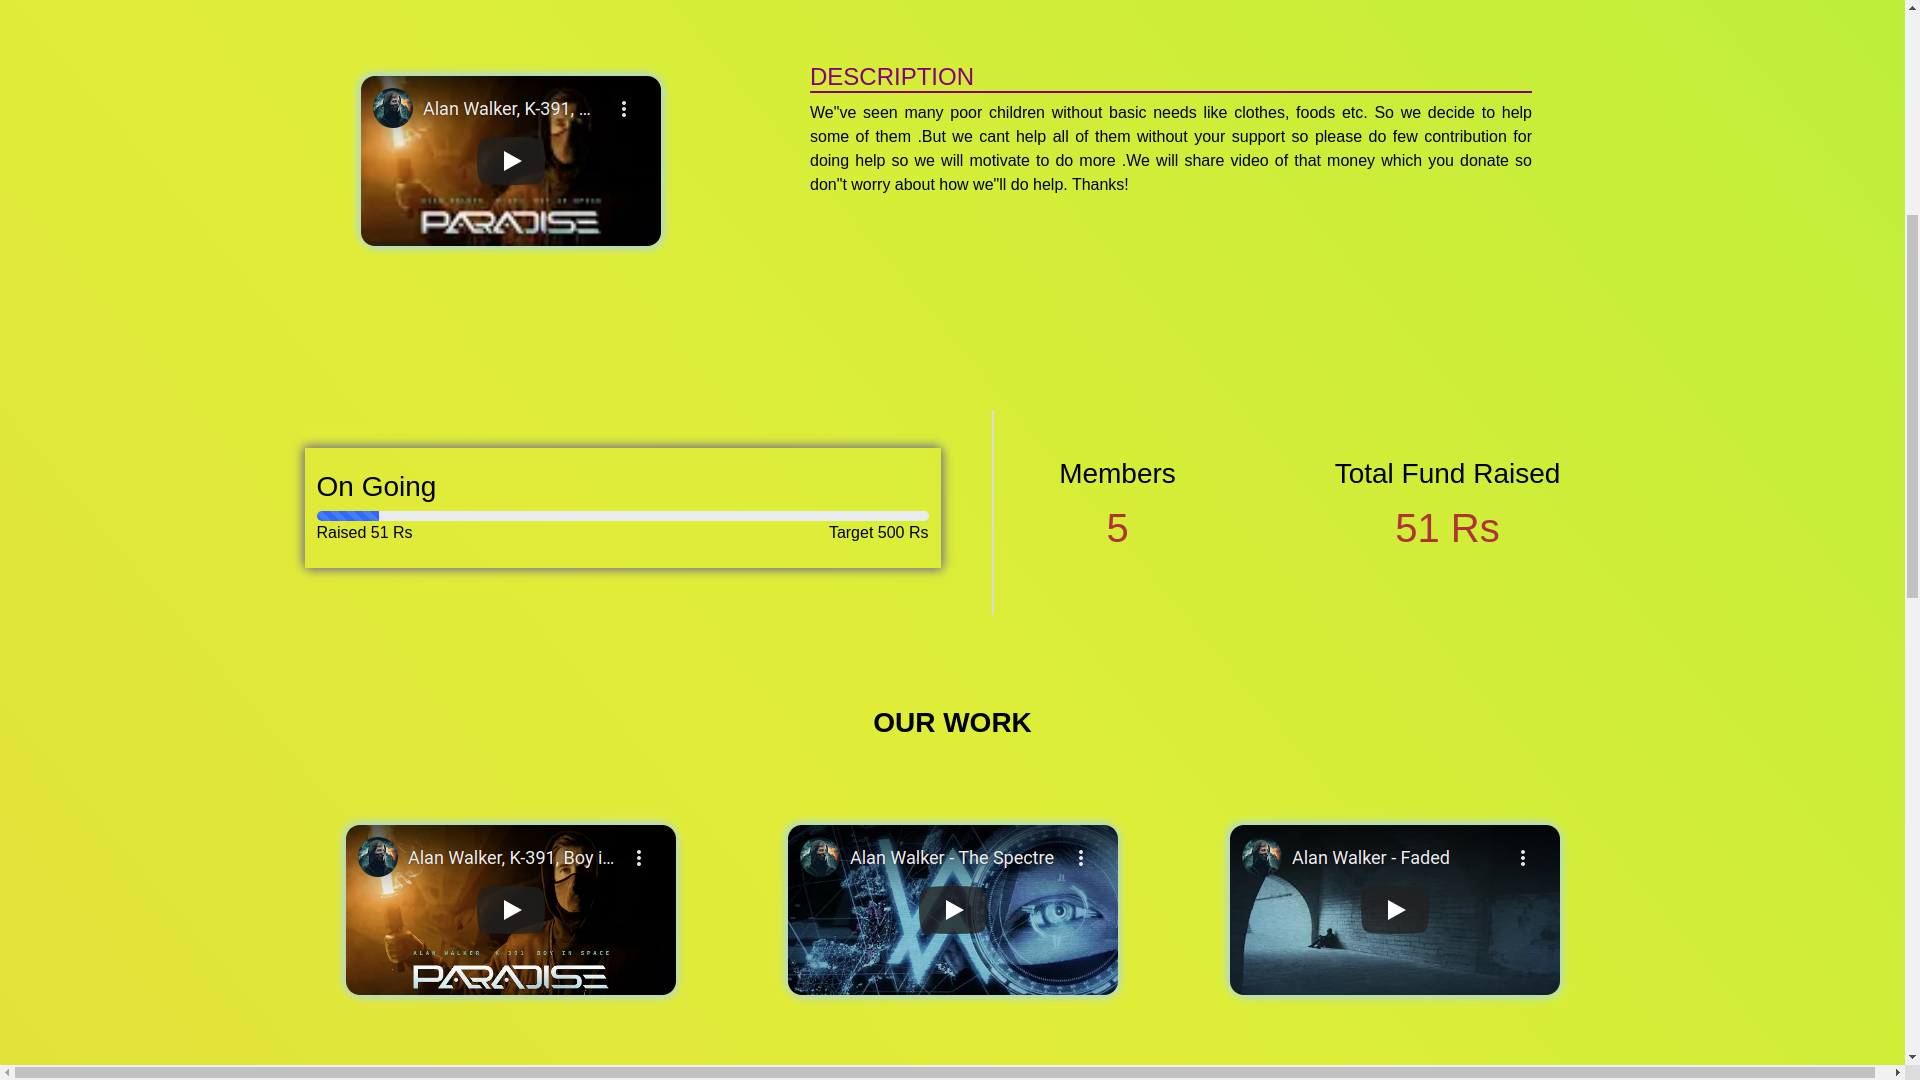 Alan Walker, K-391, ...
PARADISE
DESCRIPTION
We"ve seen many poor children without basic needs like clothes, foods etc. So we decide to help
some of them .But we cant help all of them without your support so please do few contribution for
doing help so we will motivate to do more .We will share video of that money which you donate so
don"t worry about how we"ll do help. Thanks!
On Going
Raised 51 Rs
Target 500 Rs
Members
5
Total Fund Raised
51 Rs
OUR WORK
Alan Walker, K-391, Boy i...
ALAN WALKER K-391 BOY IN SPACE
PARADISE
Alan Walker - The Spectre
Alan Walker - Faded